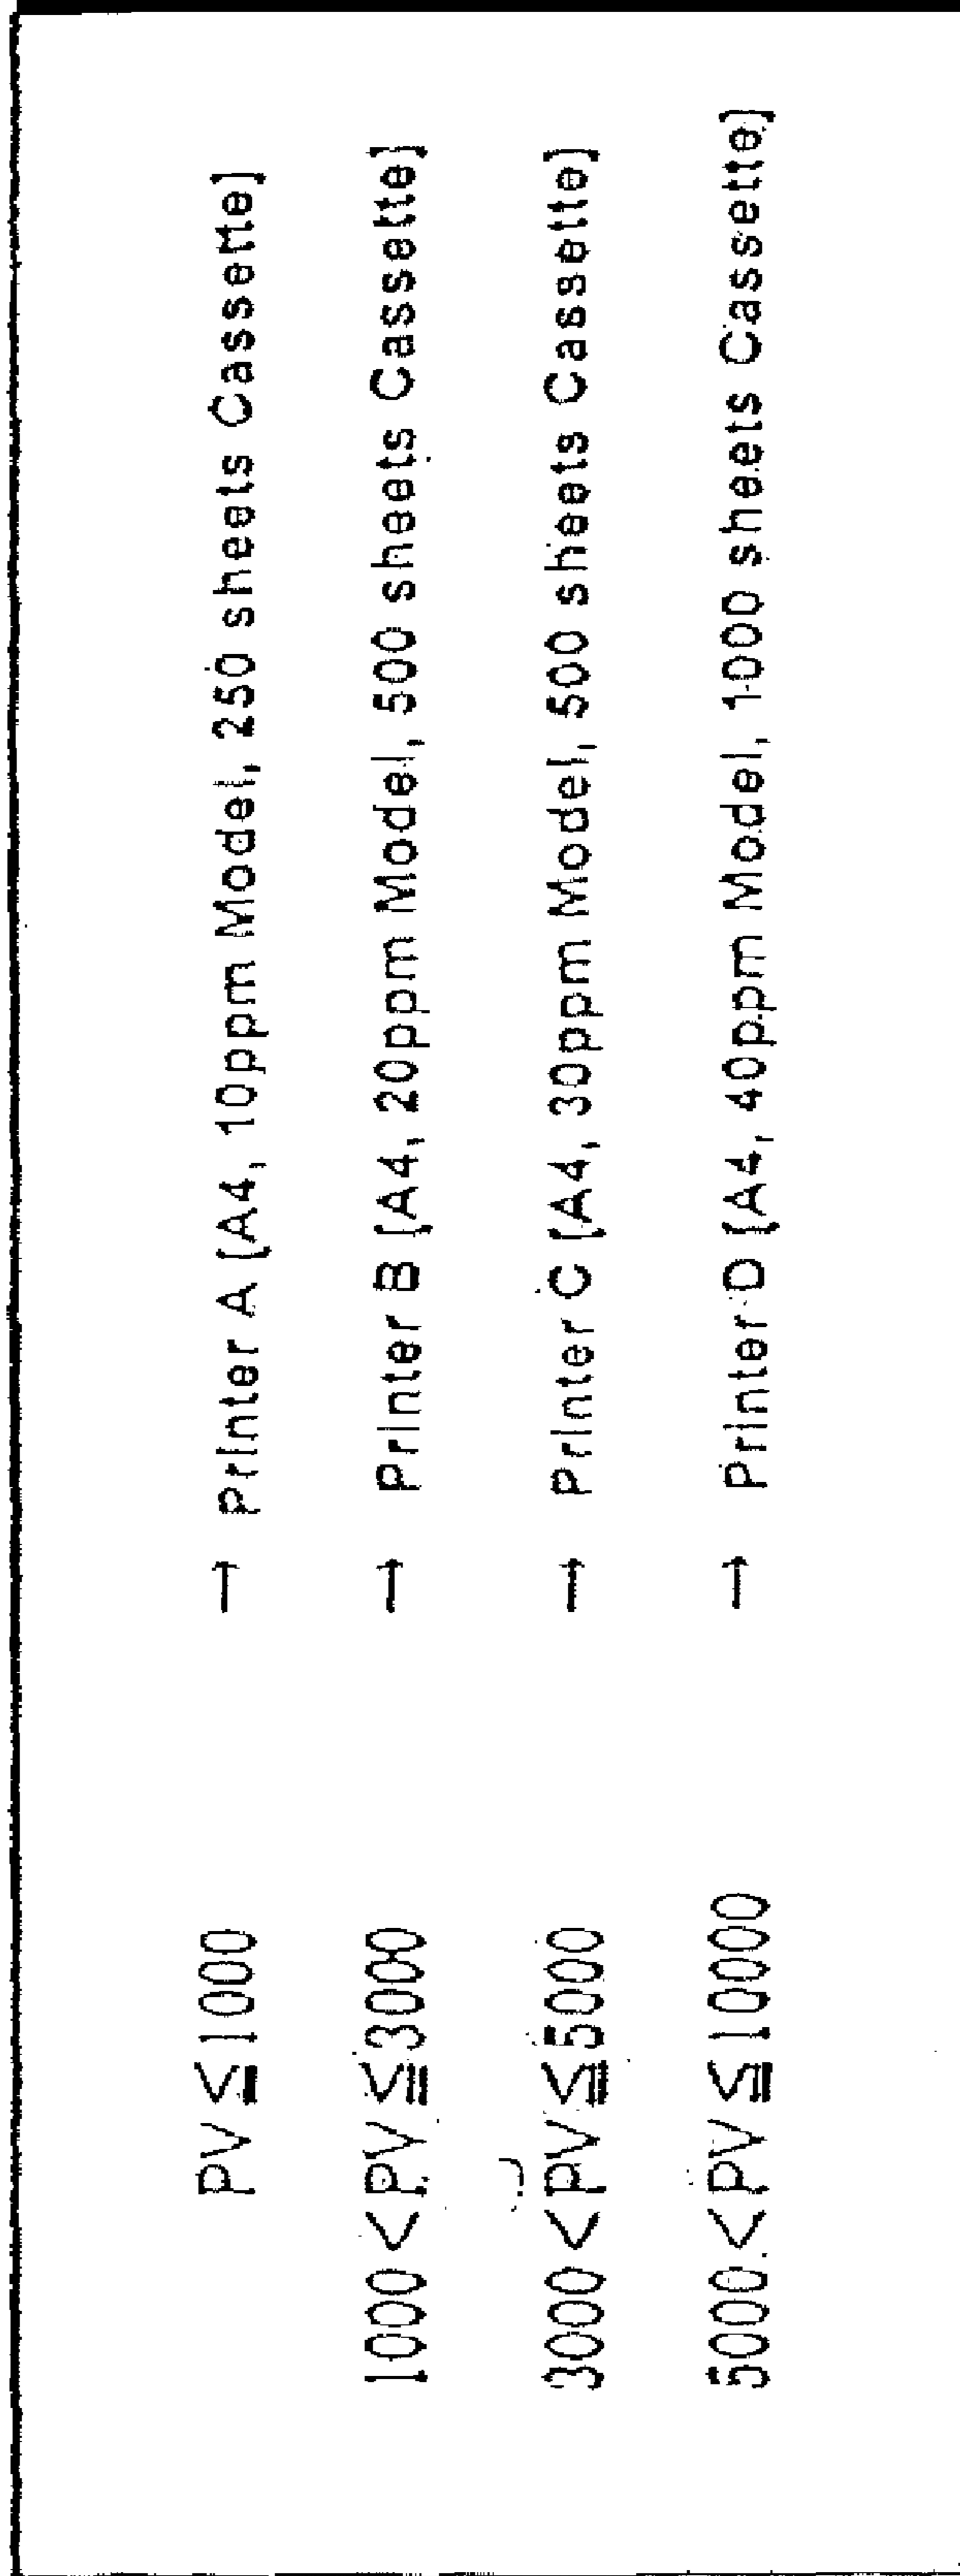 PV≦1000 → Printer A [A4, 10ppm Model, 250 sheets Cassette]
1000<PV≦3000 → Printer B [A4, 20ppm Model, 500 sheets Cassette]
3000<PV≦5000 → Printer C [A4, 30ppm Model, 500 sheets Cassette]
5000<PV≦10000 → Printer D [A4, 40ppm Model, 1000 sheets Cassette]